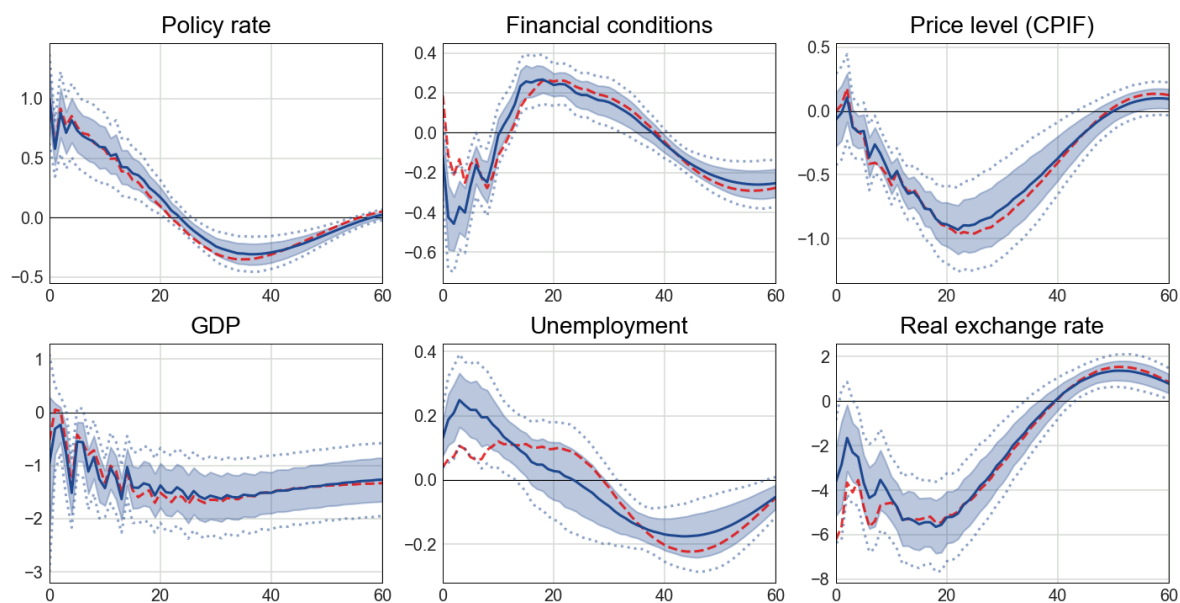 Policy rate
Financial conditions
Price level (CPIF)
1.0
0.5
0.0
−0.5
0 20 40 60
0.4
0.2
0.0
−0.2
−0.4
−0.6
0 20 40 60
0.5
0.0
−0.5
−1.0
0 20 40 60
GDP
Unemployment
Real exchange rate
1
0
−1
−2
−3
0 20 40 60
0.4
0.2
0.0
−0.2
0 20 40 60
2
0
−2
−4
−6
−8
0 20 40 60